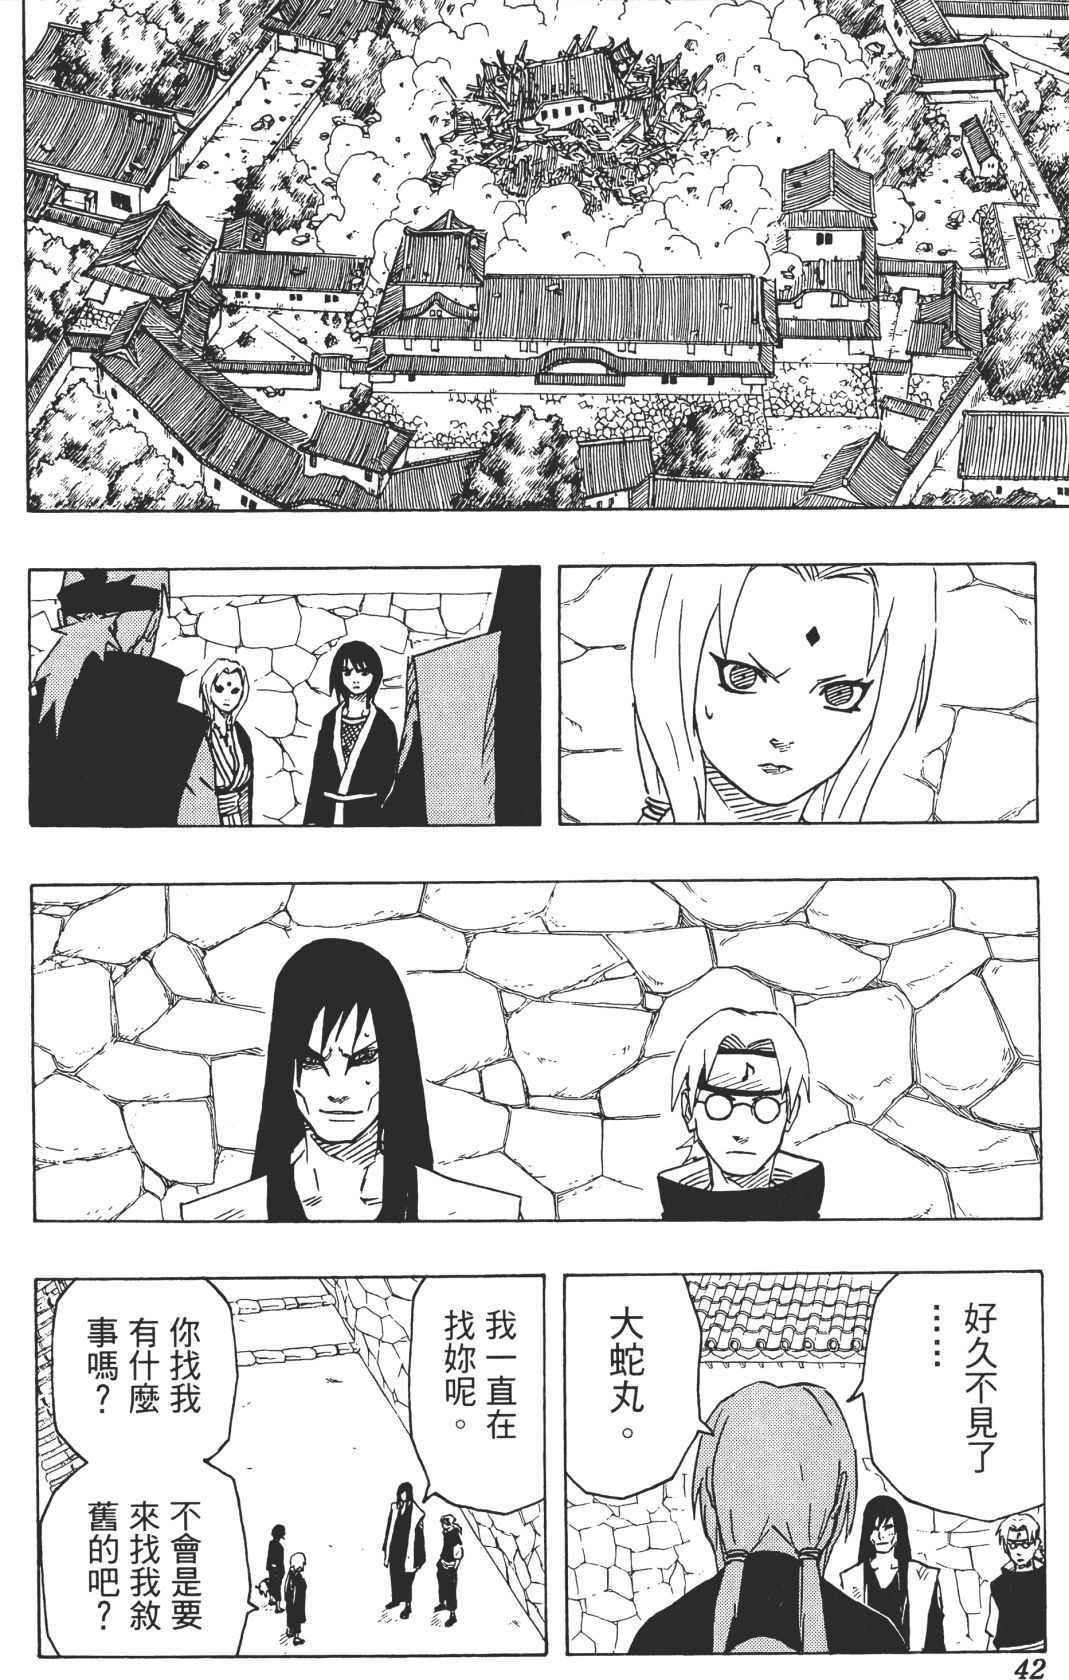 好久不見了
……
大蛇丸。
我一直在
找妳呢。
你找我
有什麼
事嗎？
不會是要
來找我敘
舊的吧？
42